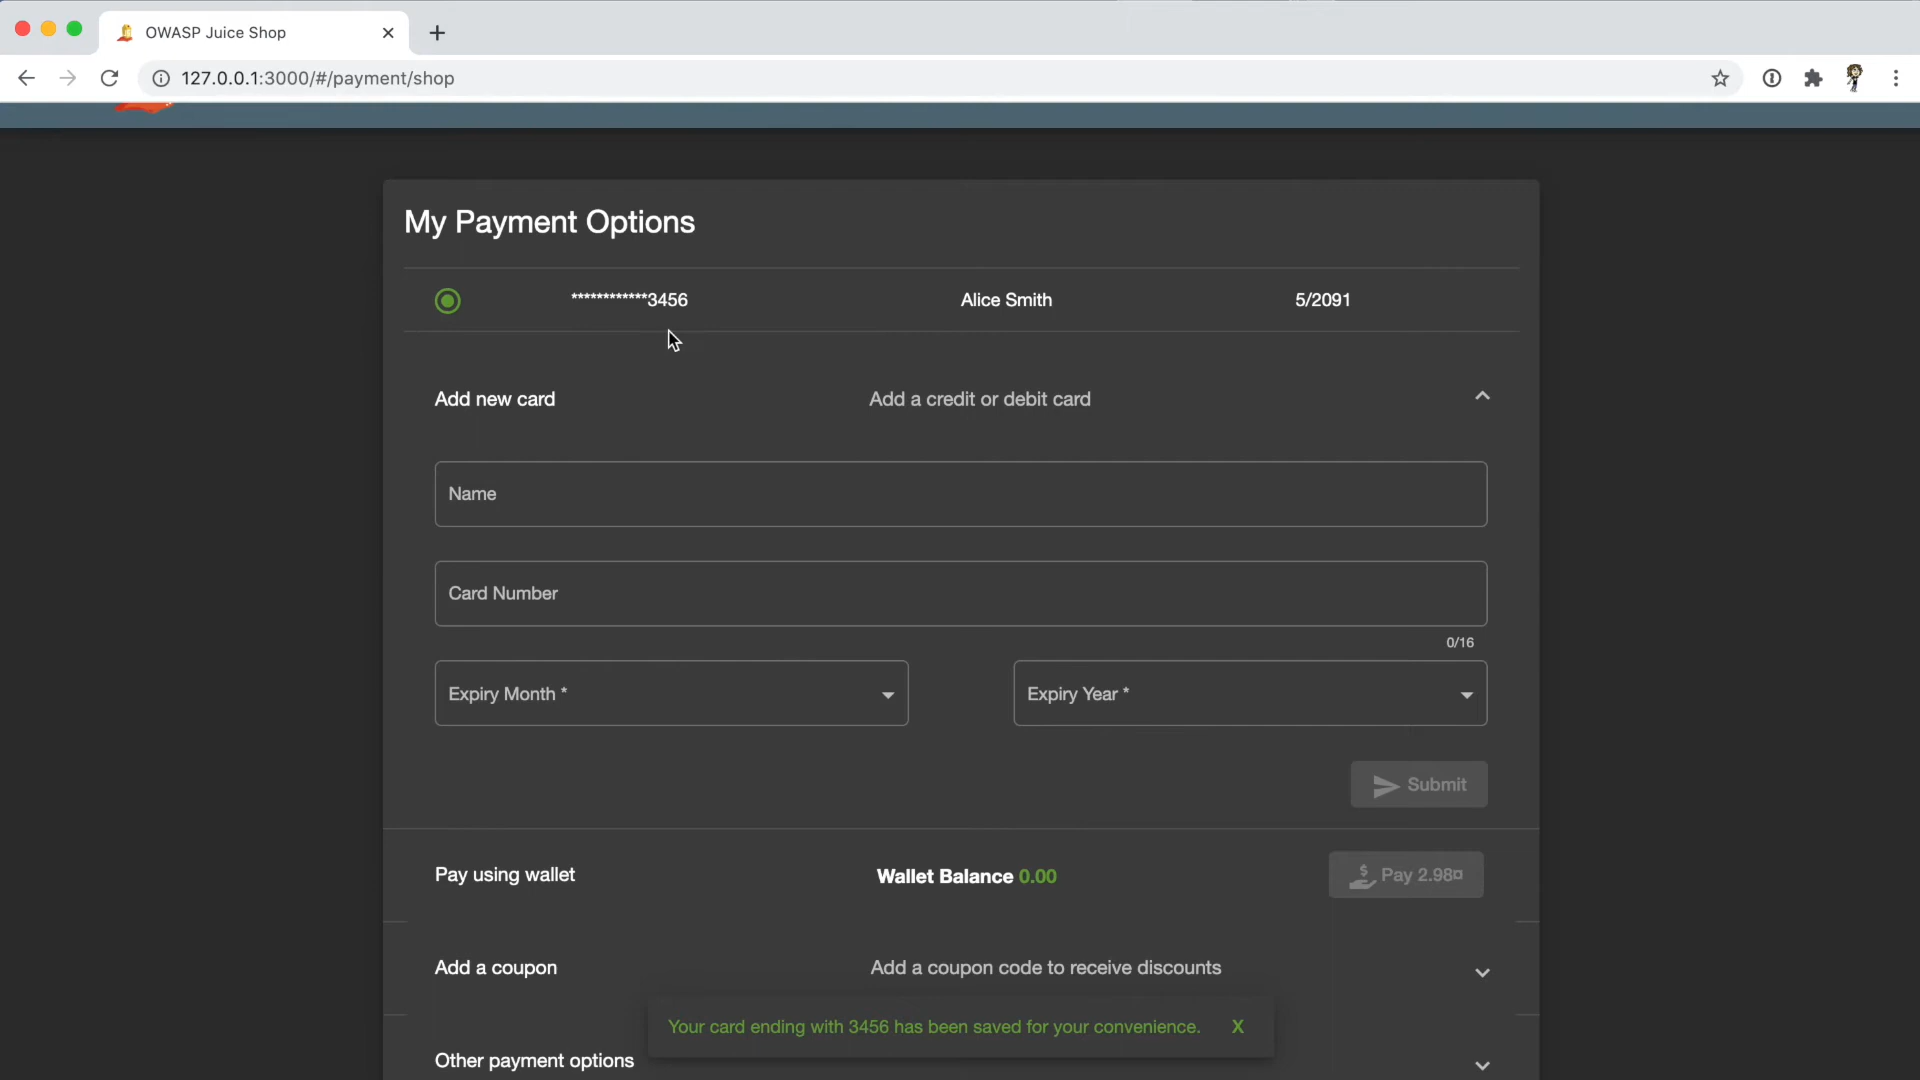 OWASP Juice Shop
127.0.0.1:3000/#/payment/shop
My Payment Options
************3456 Alice Smith 5/2091
Add new card Add a credit or debit card
Name
Card Number
0/16
Expiry Month * Expiry Year *
Submit
Pay using wallet Wallet Balance 0.00 Pay 2.98¤
Add a coupon Add a coupon code to receive discounts
Your card ending with 3456 has been saved for your convenience. X
Other payment options